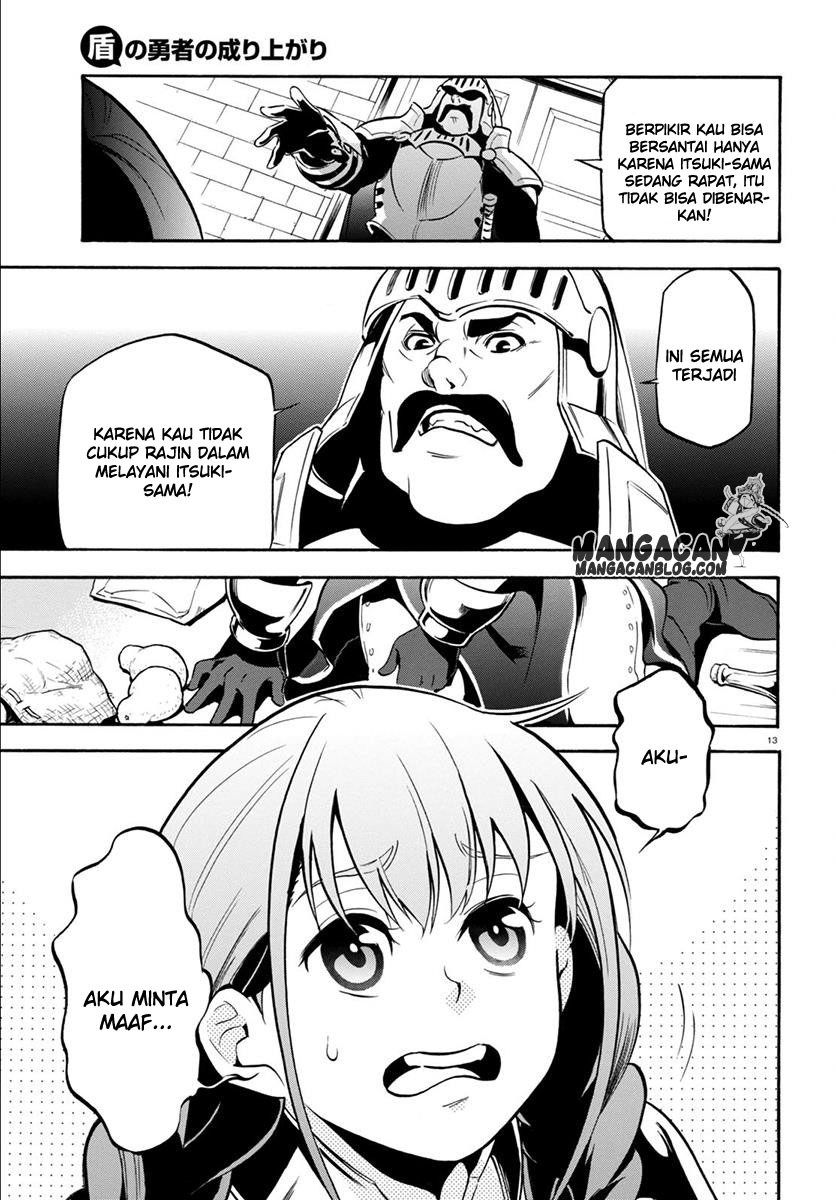 盾の勇者の成り上がり
BERPIKIR KAU BISA
BERSANTAI HANYA
KARENA ITSUKI-SAMA
SEDANG RAPAT, ITU
TIDAK BISA DIBENAR-
KAN!
INI SEMUA
TERJADI
KARENA KAU TIDAK
CUKUP RAJIN DALAM
MELAYANI ITSUKI-
SAMA!
MANGACAN
MANGACANBLOG.COM
13
AKU-
AKU MINTA
MAAF...